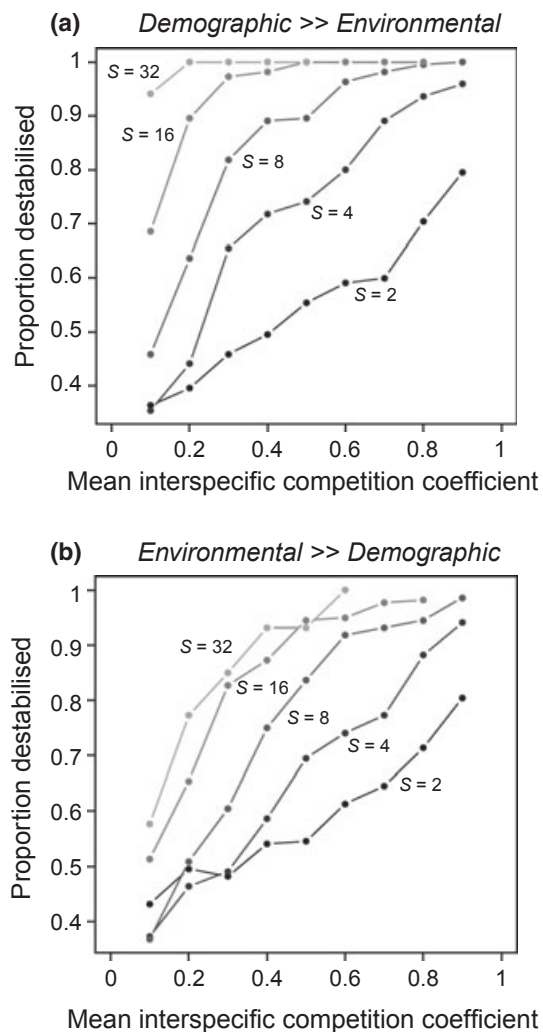 (a) Demographic >> Environmental
1
0.9
0.8
0.7
0.6
0.5
0.4
Proportion destabilised
S = 32
S = 16
S = 8
S = 4
S = 2
0 0.2 0.4 0.6 0.8 1
Mean interspecific competition coefficient
(b) Environmental >> Demographic
1
0.9
0.8
0.7
0.6
0.5
0.4
Proportion destabilised
S = 32
S = 16
S = 8
S = 4
S = 2
0 0.2 0.4 0.6 0.8 1
Mean interspecific competition coefficient